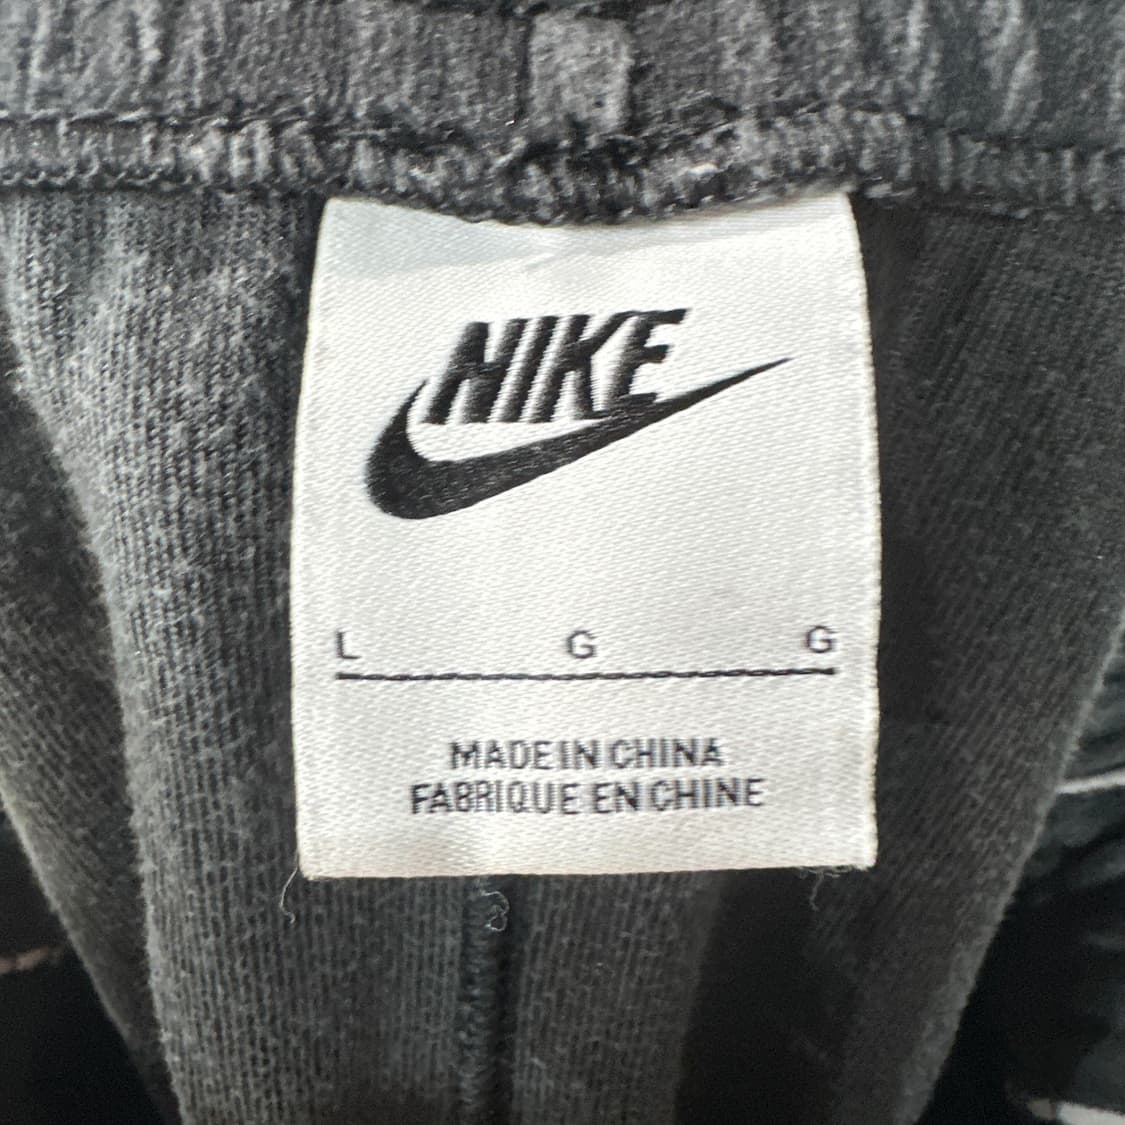 NIKE
L G G
MADE IN CHINA
FABRIQUE EN CHINE